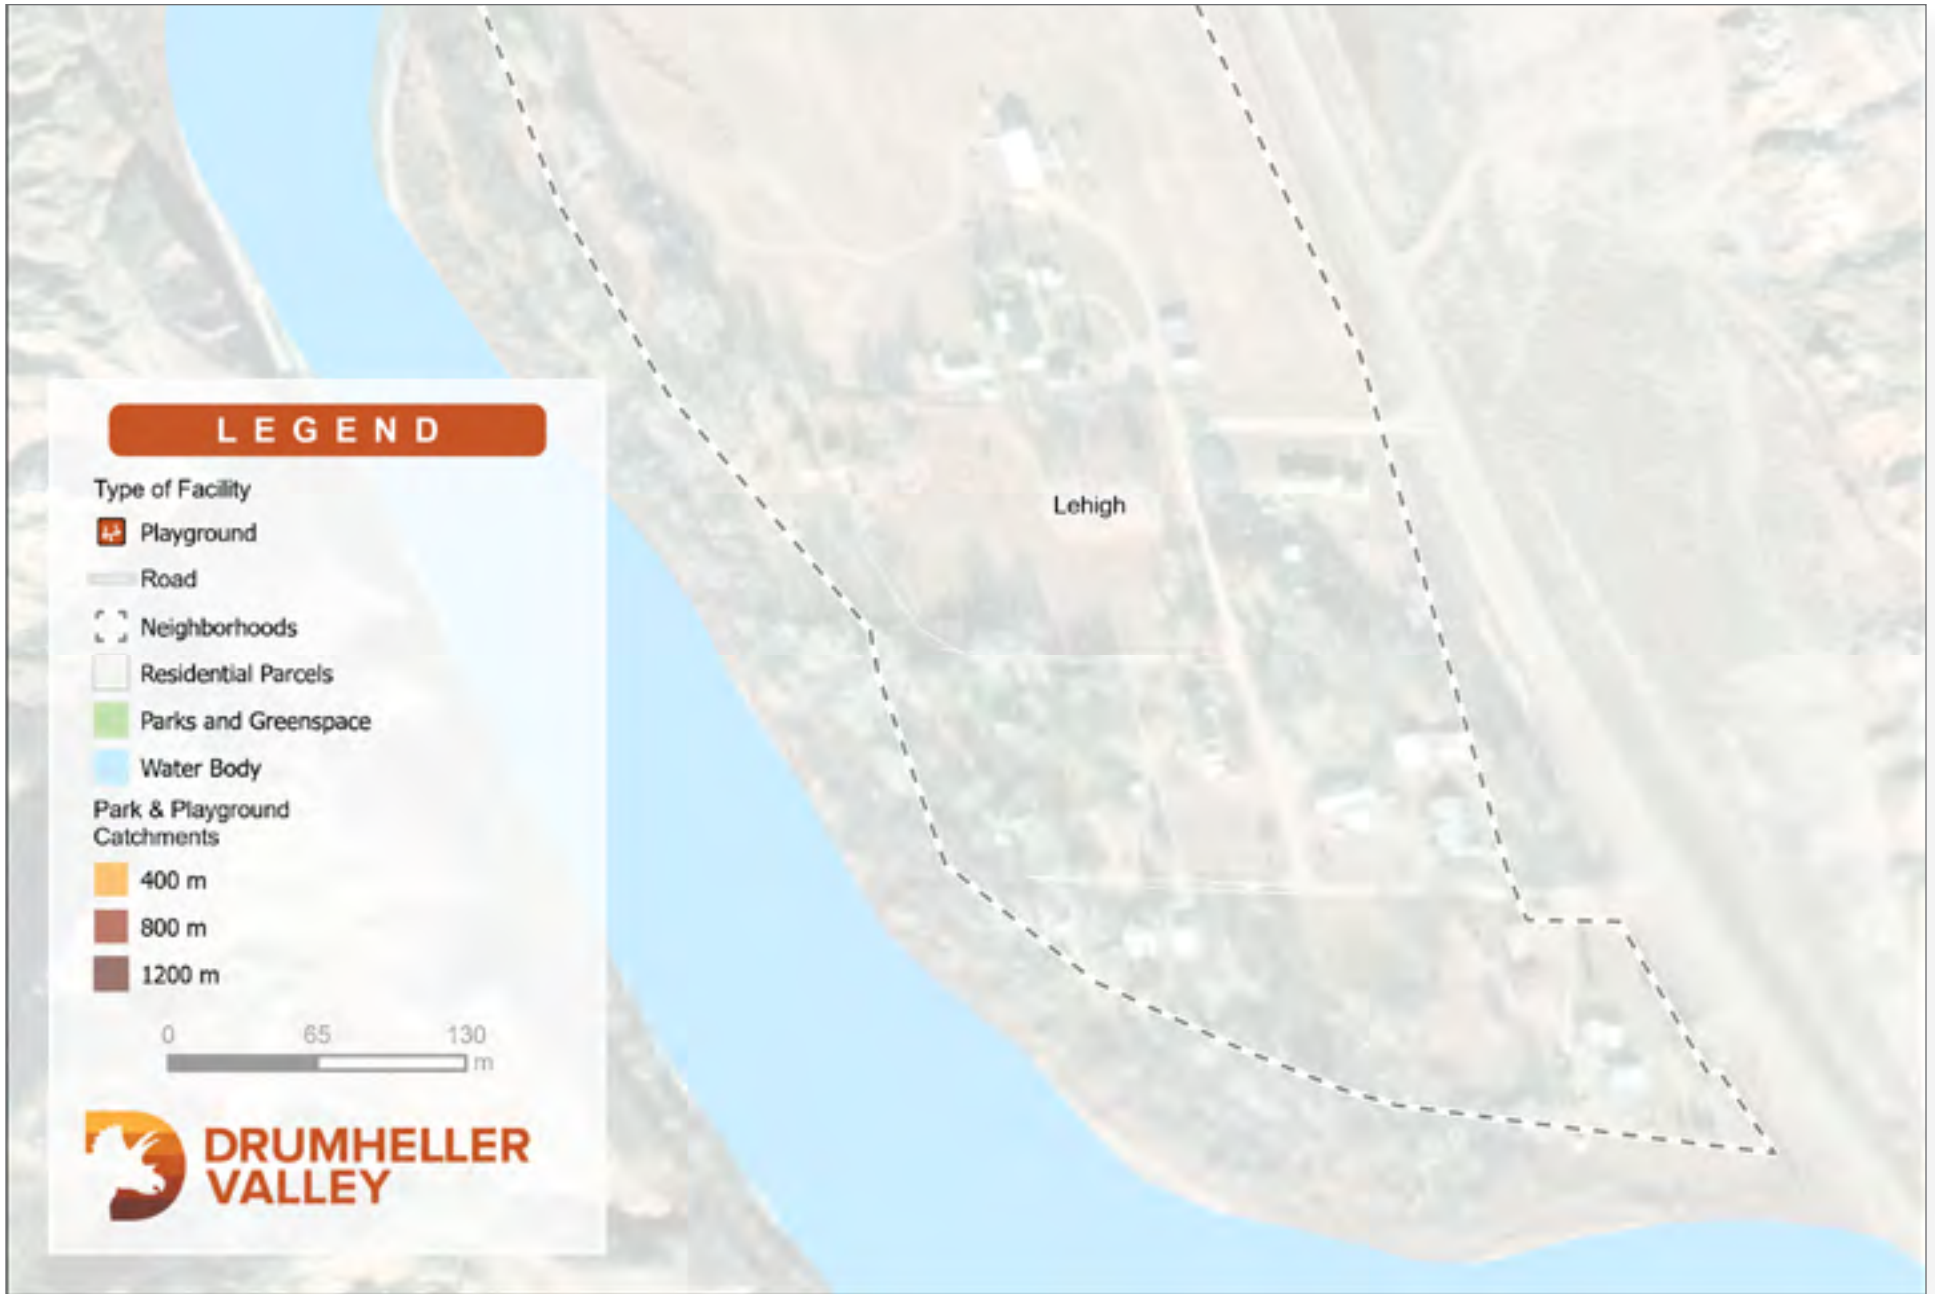 Lehigh
LEGEND
Type of Facility
Playground
Road
Neighborhoods
Residential Parcels
Parks and Greenspace
Water Body
Park & Playground
Catchments
400 m
800 m
1200 m
0 65 130
m
DRUMHELLER
VALLEY